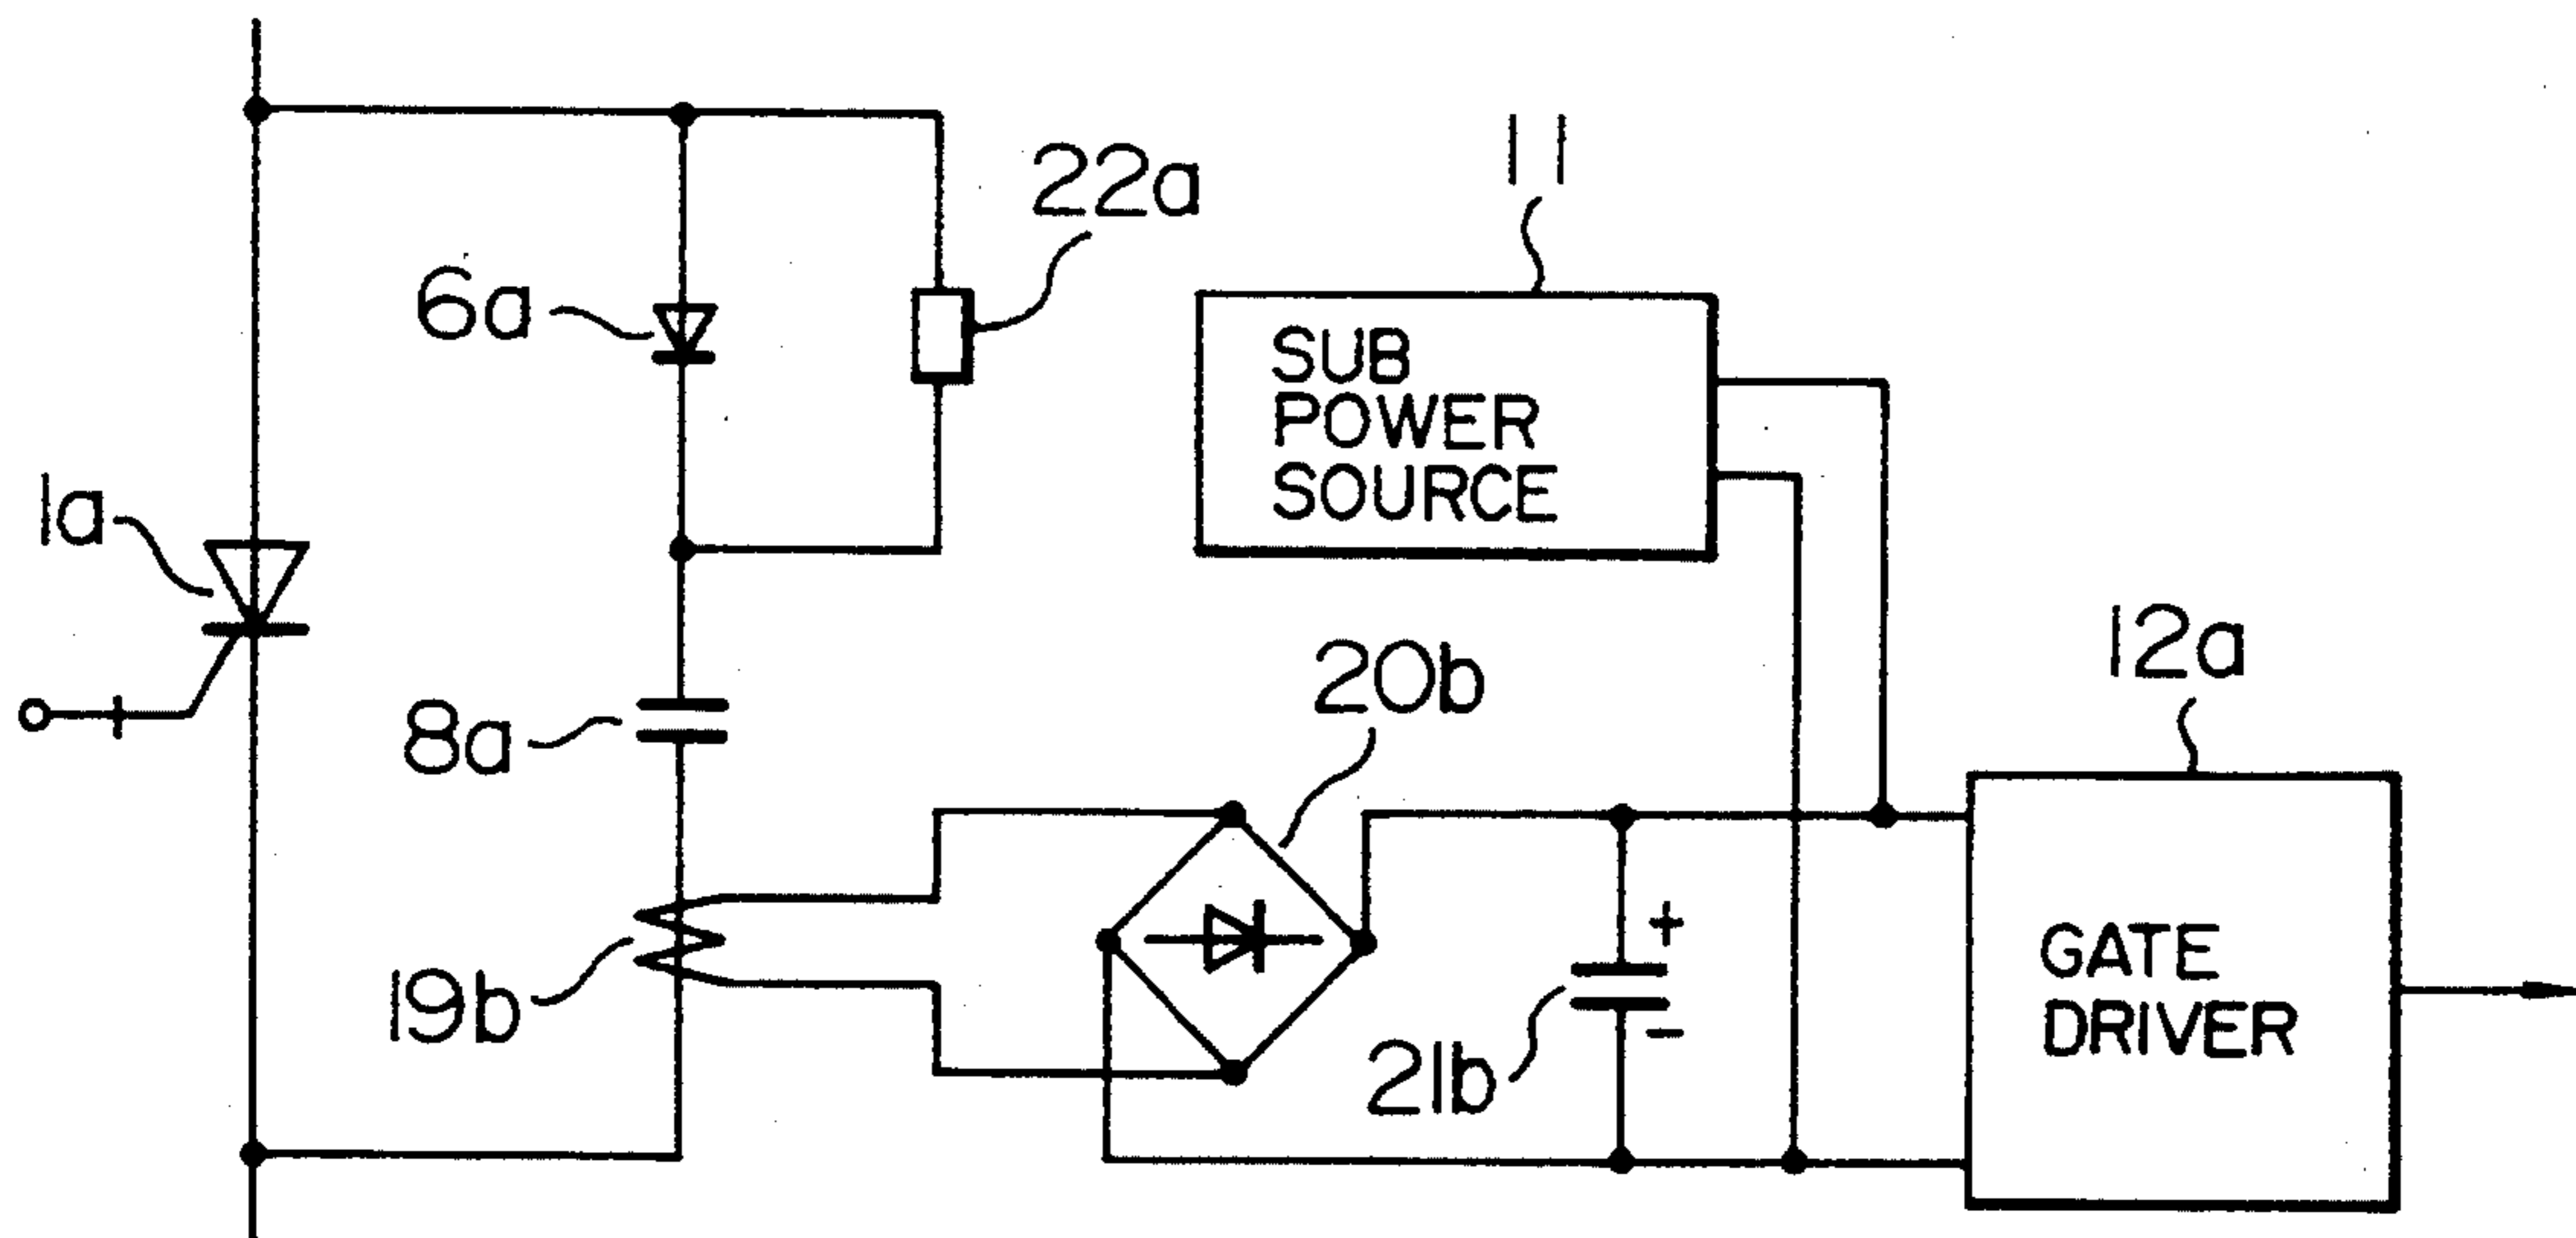 22a
11
6a
SUB
POWER
SOURCE
1a
12a
20b
8a
+
GATE
DRIVER
19b
−
21b